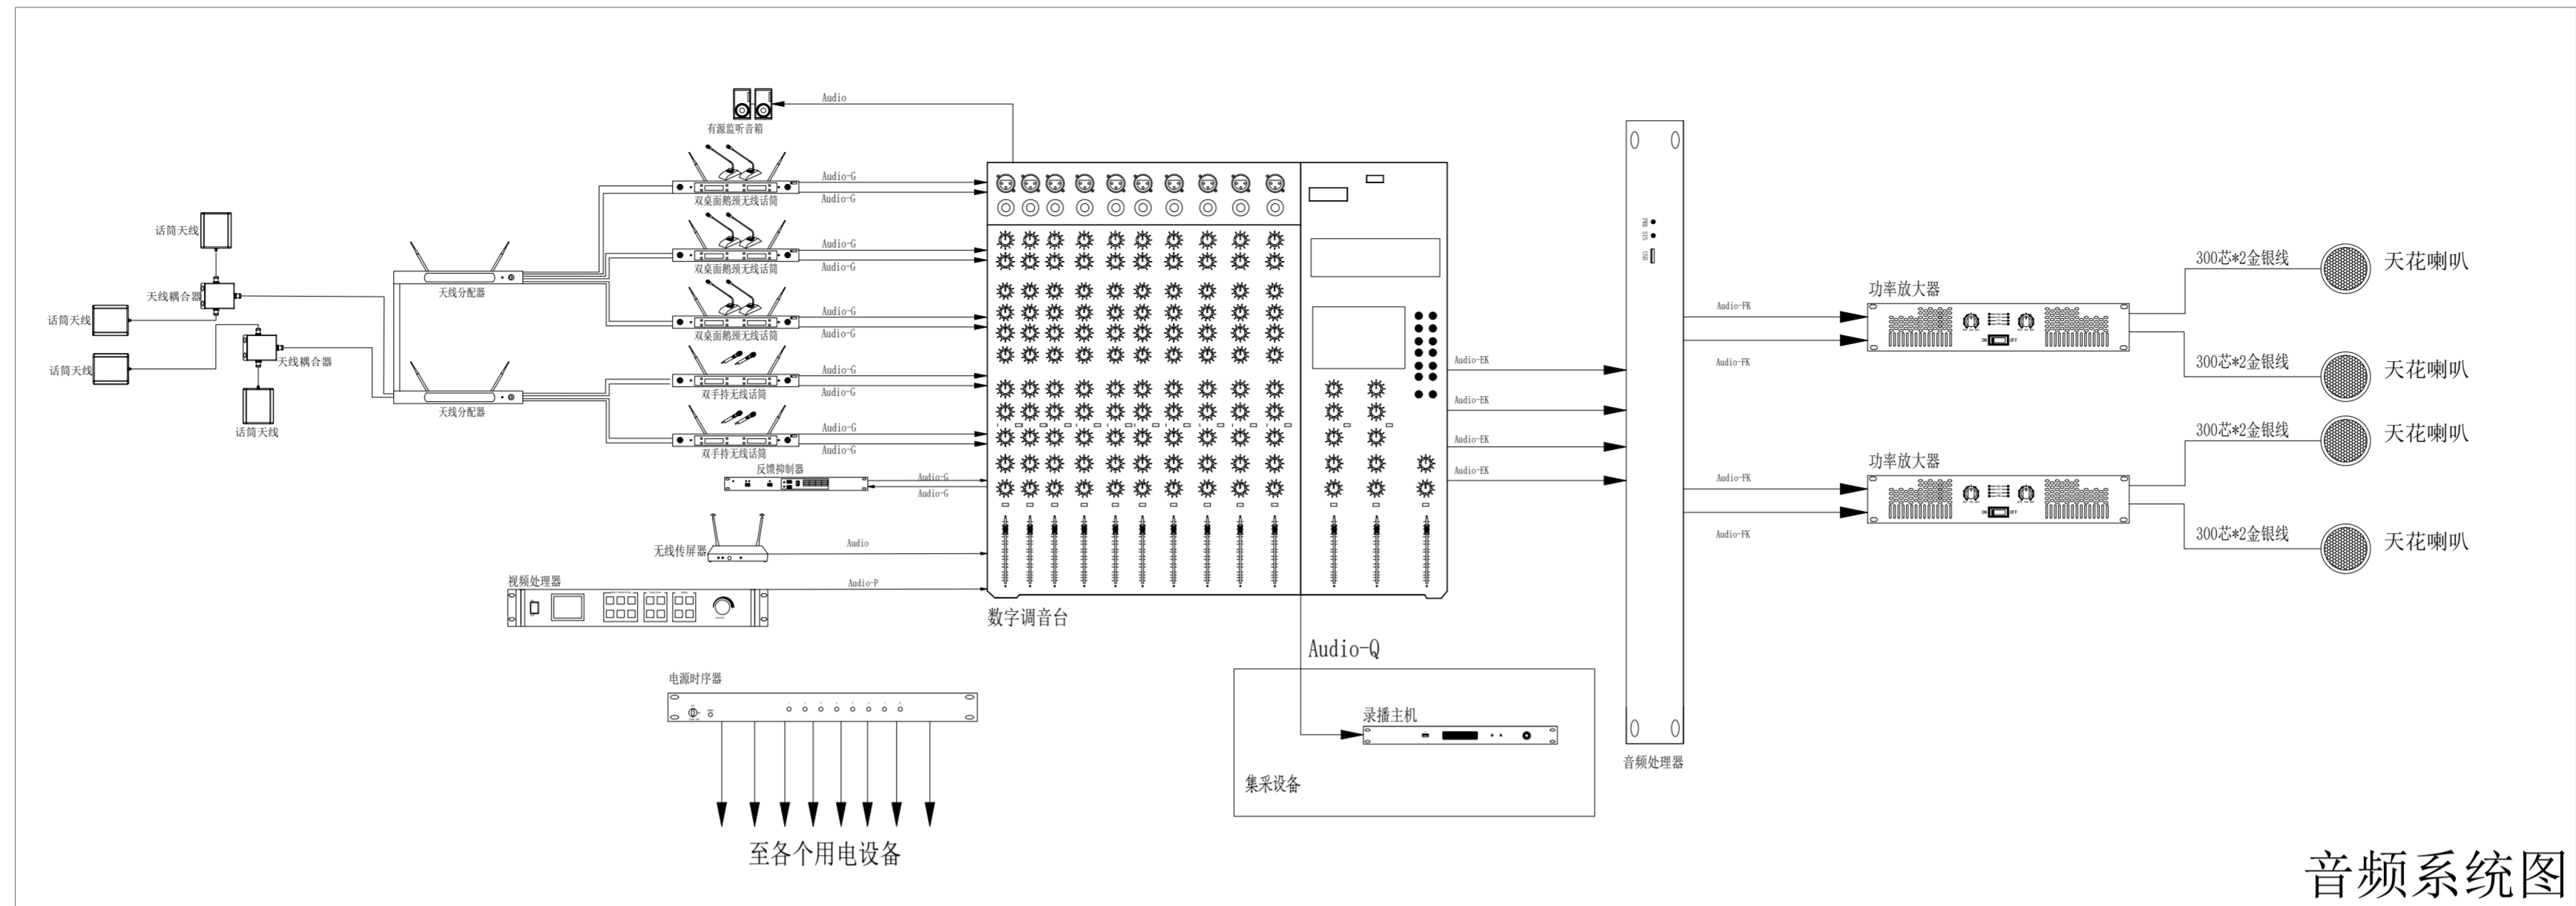 Audio
有源监听音箱
Audio-G
Audio-G
双桌面鹅颈无线话筒
Audio-G
Audio-G
双桌面鹅颈无线话筒
Audio-G
Audio-G
双桌面鹅颈无线话筒
Audio-G
Audio-G
双手持无线话筒
Audio-G
Audio-G
双手持无线话筒
话筒天线
天线耦合器
话筒天线
话筒天线
天线耦合器
话筒天线
天线分配器
天线分配器
反馈抑制器
Audio-G
Audio-G
无线传屏器
Audio
视频处理器
Audio-P
数字调音台
Audio-Q
录播主机
集采设备
电源时序器
至各个用电设备
Audio-EK
Audio-EK
Audio-EK
Audio-EK
PWR
SYS
USB
音频处理器
Audio-FK
Audio-FK
功率放大器
ON
OFF
300芯*2金银线
天花喇叭
300芯*2金银线
天花喇叭
Audio-FK
Audio-FK
功率放大器
ON
OFF
300芯*2金银线
天花喇叭
300芯*2金银线
天花喇叭
音频系统图